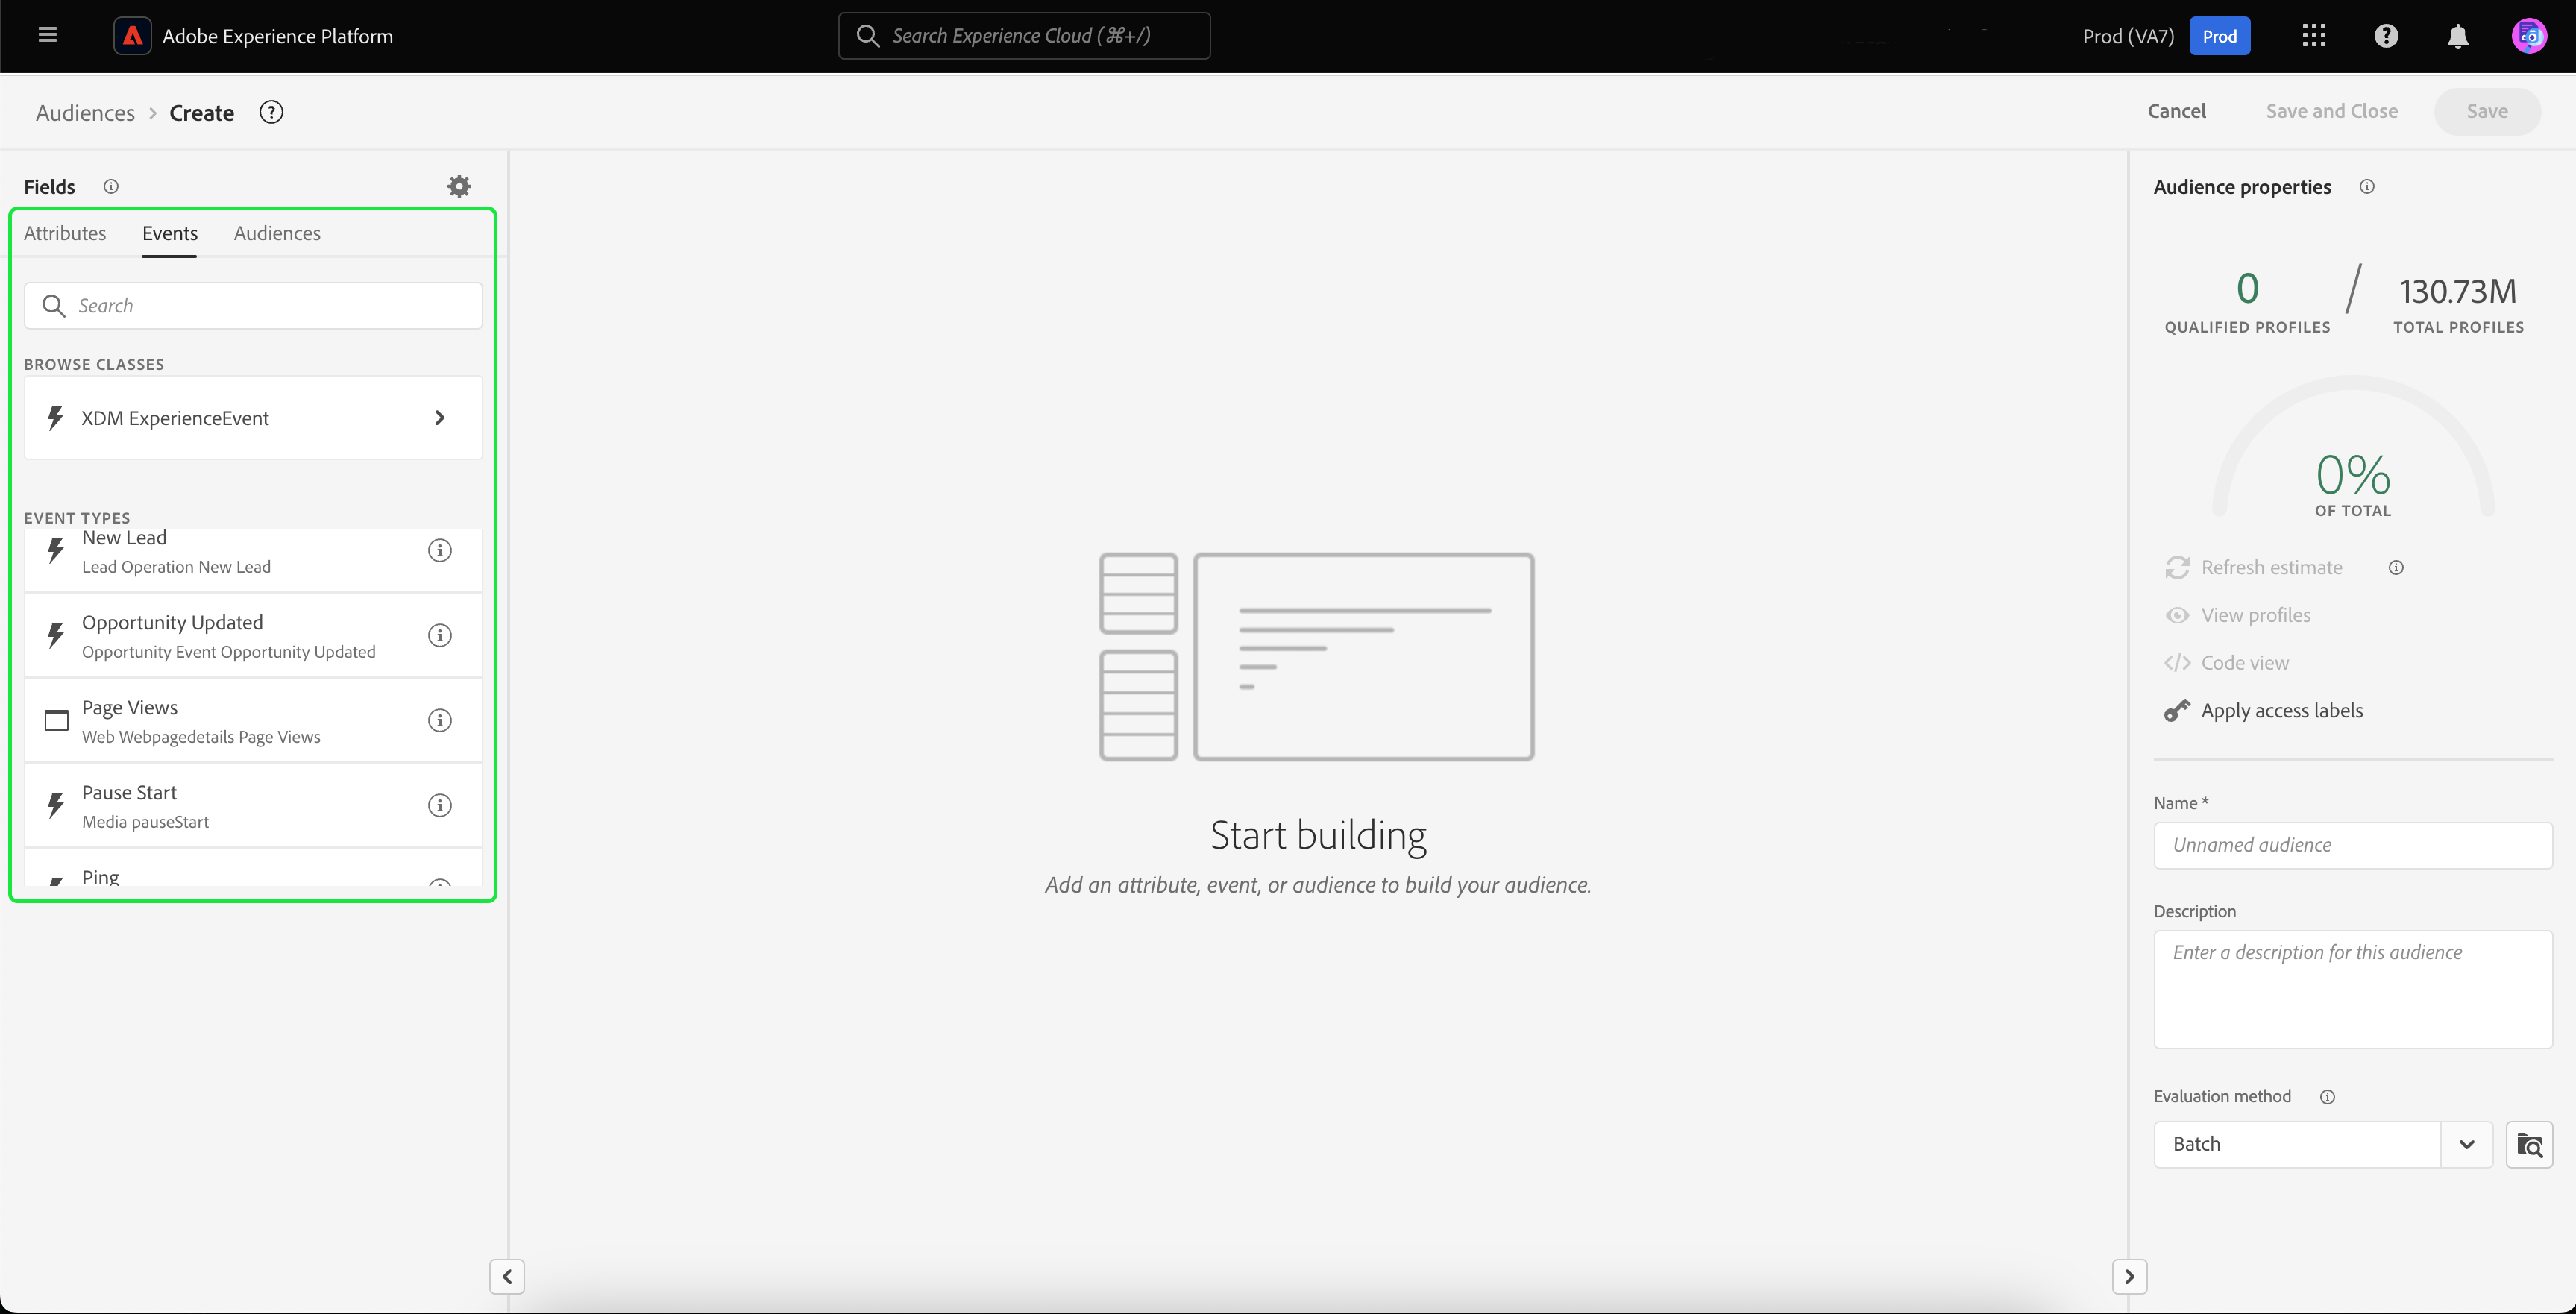 Adobe Experience Platform
Search Experience Cloud (⌘+/)
Prod (VA7)
Prod
Audiences > Create
Cancel
Save and Close
Save
Fields
Attributes
Events
Audiences
Search
BROWSE CLASSES
XDM ExperienceEvent
EVENT TYPES
New Lead
Lead Operation New Lead
Opportunity Updated
Opportunity Event Opportunity Updated
Page Views
Web Webpagedetails Page Views
Pause Start
Media pauseStart
Ping
Start building
Add an attribute, event, or audience to build your audience.
Audience properties
0 / 130.73M
QUALIFIED PROFILES
TOTAL PROFILES
0%
OF TOTAL
Refresh estimate
View profiles
</> Code view
Apply access labels
Name *
Unnamed audience
Description
Enter a description for this audience
Evaluation method
Batch